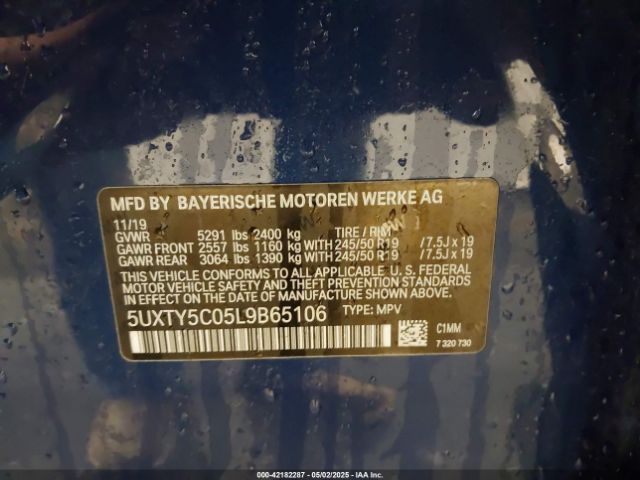 MFD BY BAYERISCHE MOTOREN WERKE AG
11/19
GVWR 5291 lbs 2400 kg TIRE / RIM
GAWR FRONT 2557 lbs 1160 kg WITH 245/50 R19 /7.5J x 19
GAWR REAR 3064 lbs 1390 kg WITH 245/50 R19 /7.5J x 19
THIS VEHICLE CONFORMS TO ALL APPLICABLE U. S. FEDERAL
MOTOR VEHICLE SAFETY, BUMPER, AND THEFT PREVENTION
STANDARDS IN EFFECT ON THE DATE OF MANUFACTURE SHOWN ABOVE.
5UXTY5C05L9B65106 TYPE: MPV
C1MM
7 320 730
000-42182287 - 05/02/2025 - IAA Inc.